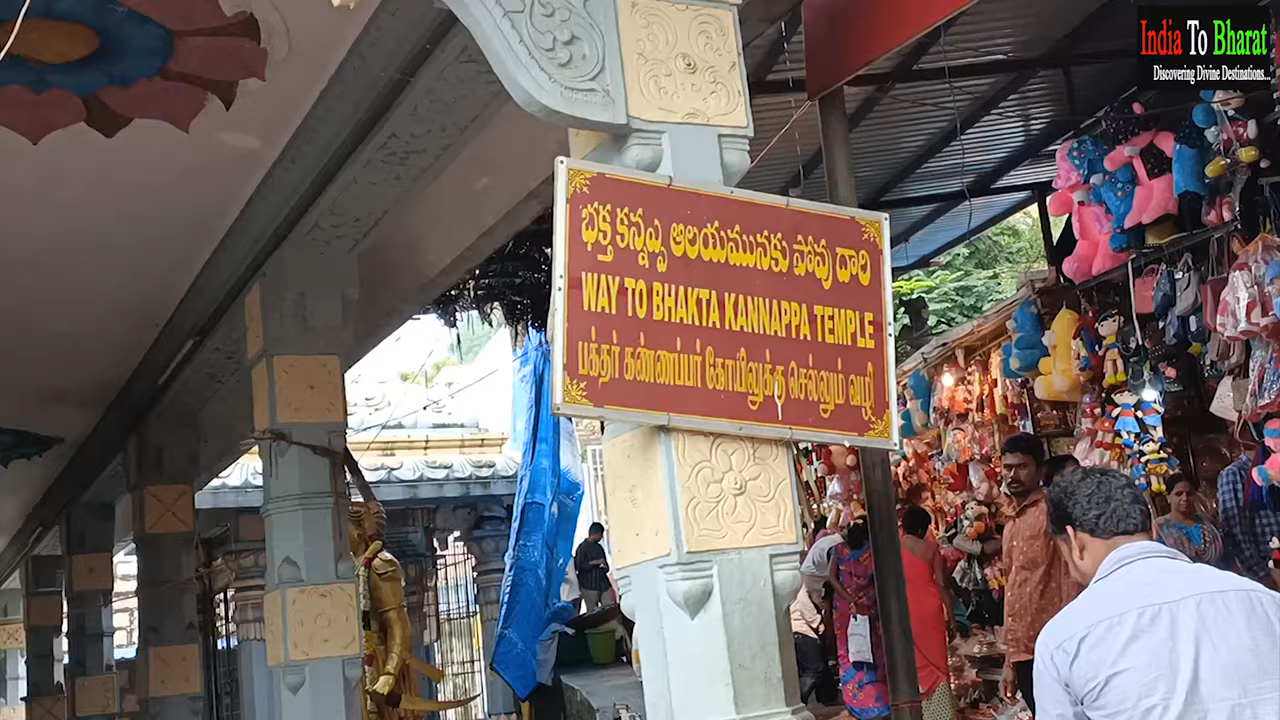 India To Bharat
Discovering Divine Destinations...
భక్త కన్నప్ప ఆలయమునకు పోవు దారి
WAY TO BHAKTA KANNAPPA TEMPLE
பக்தர் கண்ணப்பர் கோயிலுக்கு செல்லும் வழி